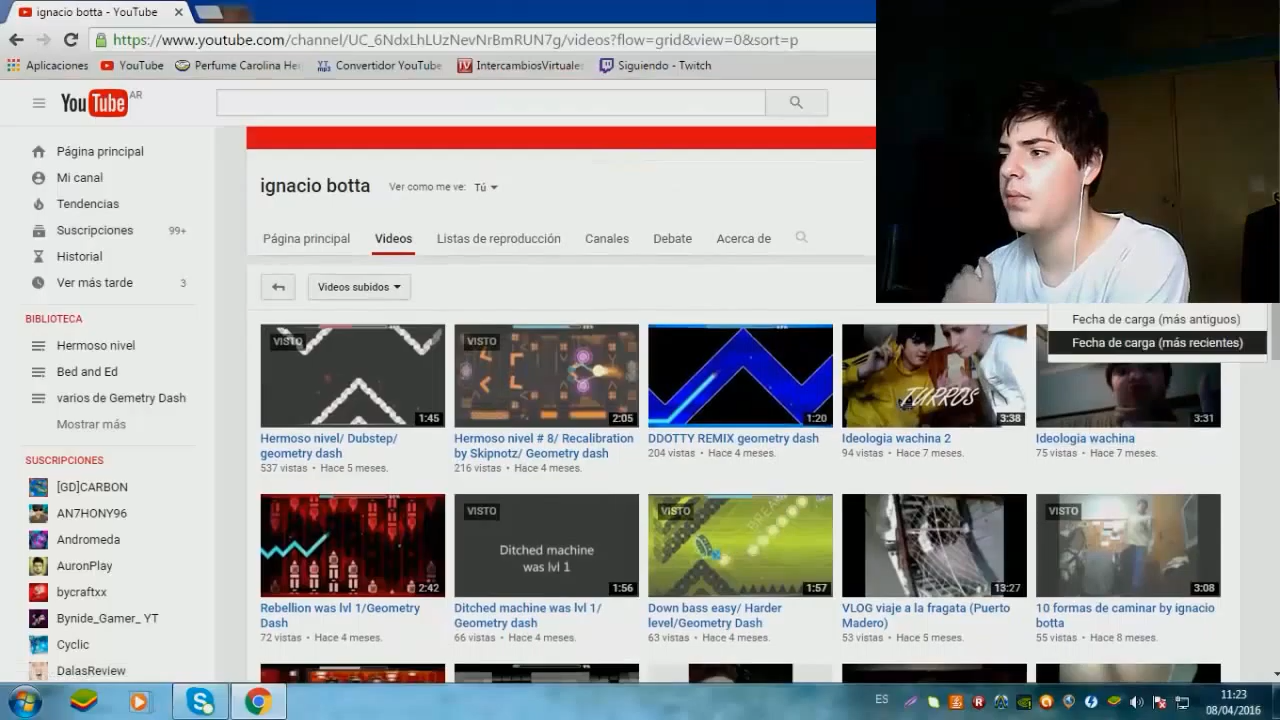 ignacio botta - YouTube
https://www.youtube.com/channel/UC_6NdxLhLUzNevNrBmRUN7g/videos?flow=grid&view=0&sort=p
Aplicaciones YouTube Perfume Carolina He Convertidor YouTube IntercambiosVirtuale Siguiendo - Twitch
You Tube AR
Página principal
Mi canal
Tendencias
Suscripciones 99+
Historial
Ver más tarde 3
BIBLIOTECA
Hermoso nivel
Bed and Ed
varios de Gemetry Dash
Mostrar más
SUSCRIPCIONES
[GD]CARBON
AN7HONY96
Andromeda
AuronPlay
bycraftxx
Bynide_Gamer_ YT
Cyclic
DalasReview
ignacio botta Ver como me ve: Tú
Página principal Videos Listas de reproducción Canales Debate Acerca de
Videos subidos
Fecha de carga (más antiguos)
Fecha de carga (más recientes)
VISTO
1:45
Hermoso nivel/ Dubstep/
geometry dash
537 vistas • Hace 5 meses.
VISTO
2:05
Hermoso nivel # 8/ Recalibration
by Skipnotz/ Geometry dash
216 vistas • Hace 4 meses.
1:20
DDOTTY REMIX geometry dash
204 vistas • Hace 4 meses.
TURROS
3:38
Ideologia wachina 2
94 vistas • Hace 7 meses.
3:31
Ideologia wachina
75 vistas • Hace 7 meses.
2:42
Rebellion was lvl 1/Geometry
dash
72 vistas • Hace 4 meses.
VISTO
Ditched machine
was lvl 1
1:56
Ditched machine was lvl 1/
Geometry dash
66 vistas • Hace 4 meses.
VISTO
1:57
Down bass easy/ Harder
level/Geometry Dash
63 vistas • Hace 4 meses.
13:27
VLOG viaje a la fragata (Puerto
Madero)
53 vistas • Hace 5 meses.
VISTO
3:08
10 formas de caminar by ignacio
botta
55 vistas • Hace 8 meses.
ES
11:23
08/04/2016